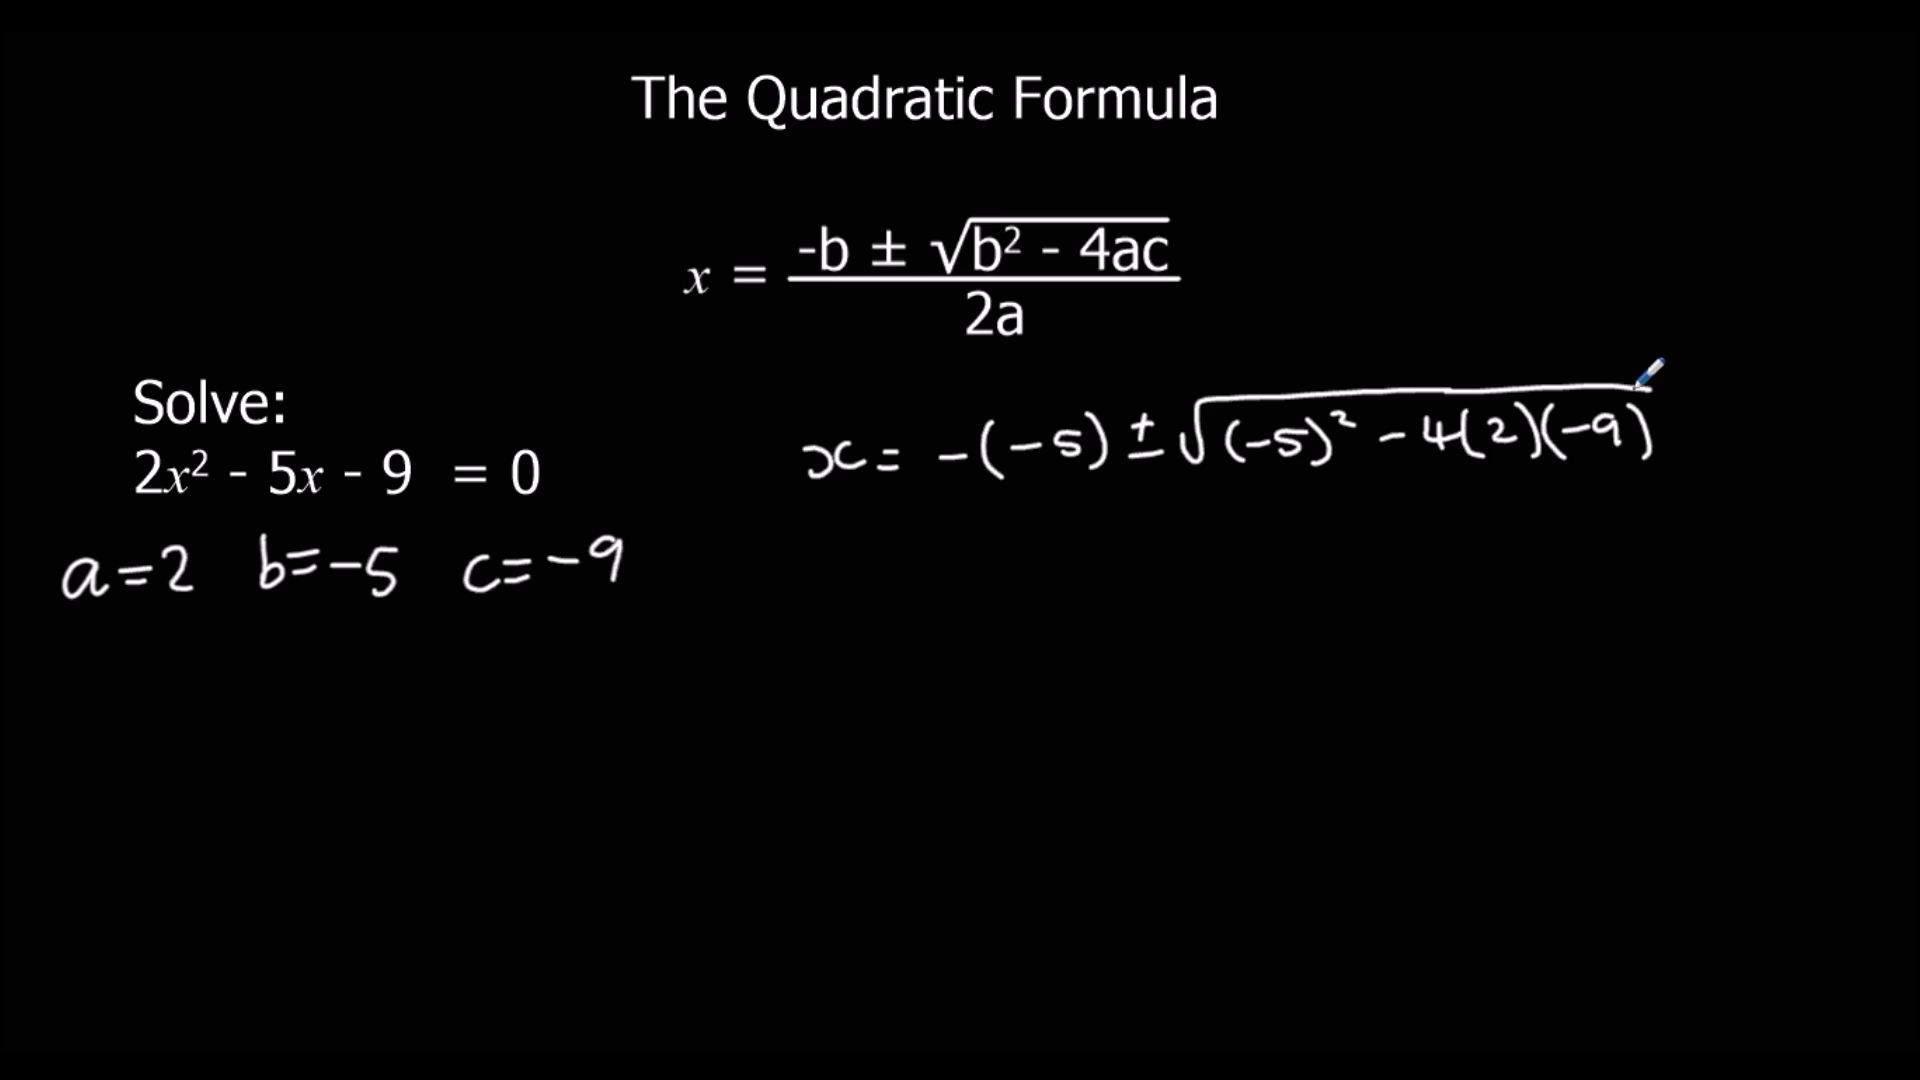 The Quadratic Formula
x = -b ± √b² - 4ac
2a
Solve:
2x² - 5x - 9 = 0
x = -(-5) ± √(-5)² - 4(2)(-9)
a=2 b=-5 c=-9